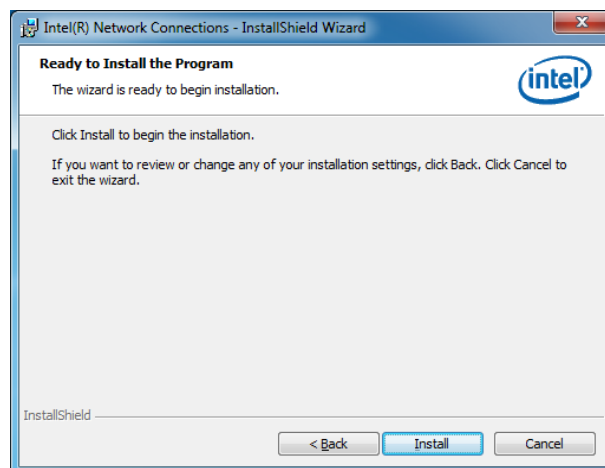 Intel(R) Network Connections - InstallShield Wizard
Ready to Install the Program
The wizard is ready to begin installation.
intel
Click Install to begin the installation.
If you want to review or change any of your installation settings, click Back. Click Cancel to
exit the wizard.
InstallShield
< Back
Install
Cancel